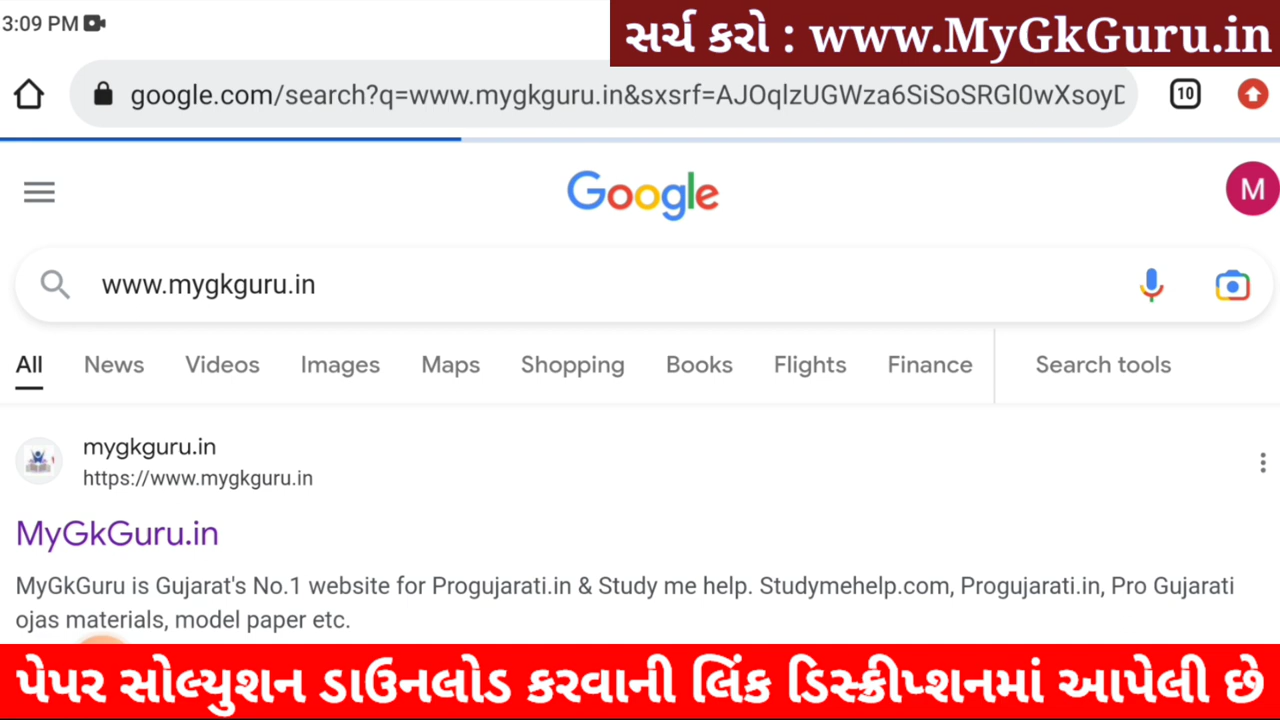 3:09 PM
સર્ચ કરો : www.MyGkGuru.in
google.com/search?q=www.mygkguru.in&sxsrf=AJOqlzUGWza6SiSoSRGl0wXsoyD
10
Google
M
www.mygkguru.in
All News Videos Images Maps Shopping Books Flights Finance Search tools
mygkguru.in
https://www.mygkguru.in
MyGkGuru.in
MyGkGuru is Gujarat's No.1 website for Progujarati.in & Study me help. Studymehelp.com, Progujarati.in, Pro Gujarati
ojas materials, model paper etc.
પેપર સોલ્યુશન ડાઉનલોડ કરવાની લિંક ડિસ્ક્રીપ્શનમાં આપેલી છે